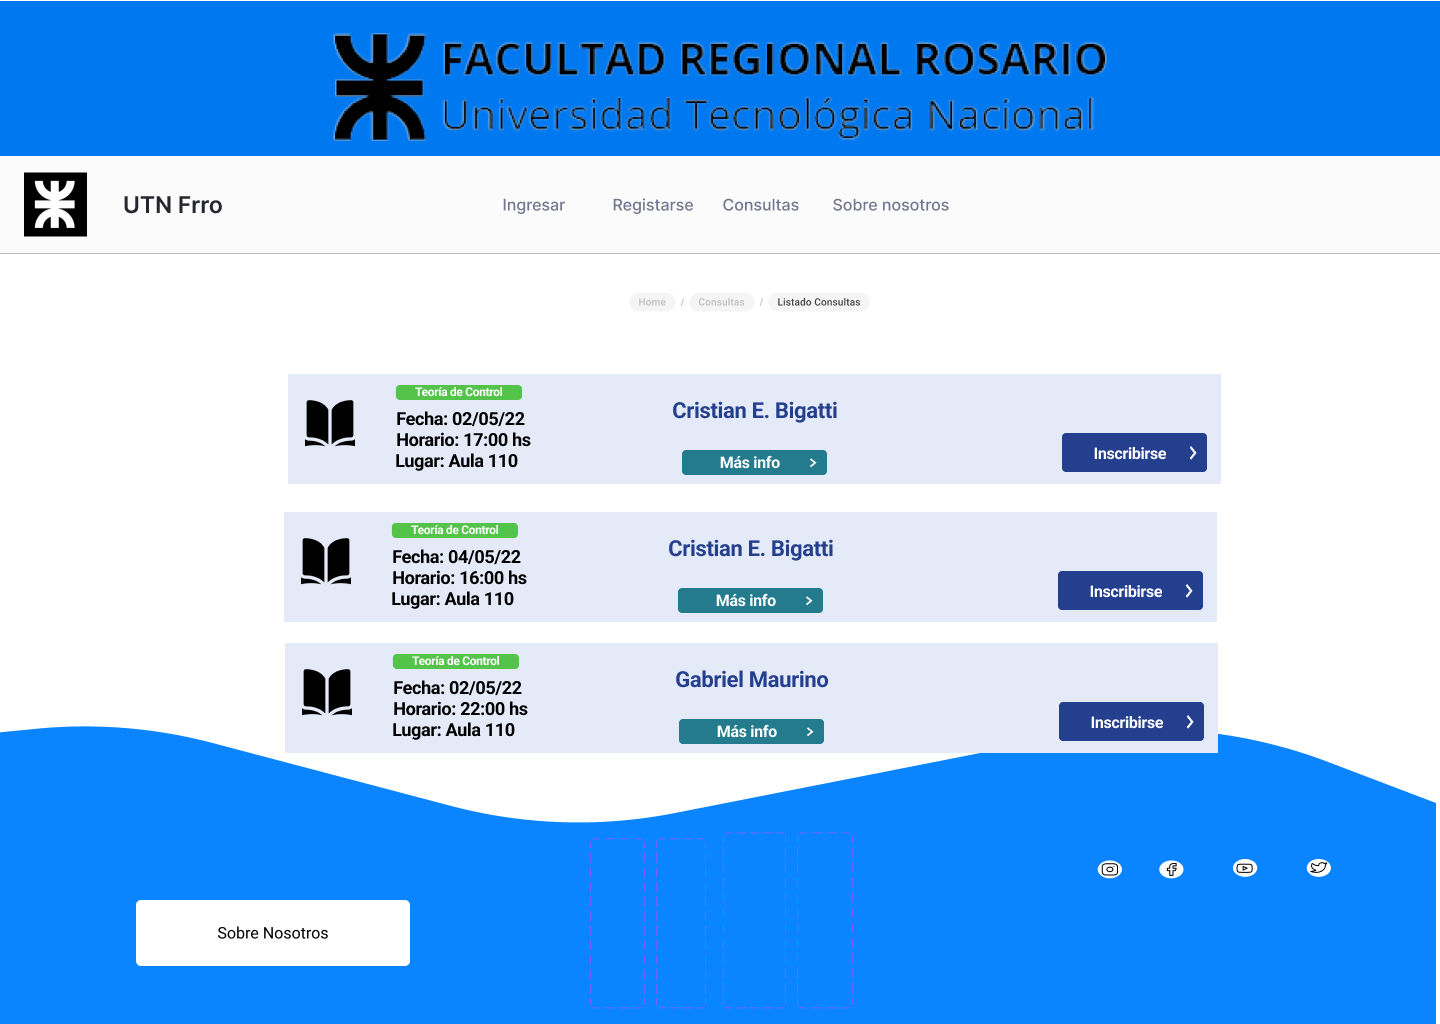 FACULTAD REGIONAL ROSARIO
Universidad Tecnológica Nacional
UTN Frro
Ingresar
Registarse
Consultas
Sobre nosotros
Home / Consultas / Listado Consultas
Teoría de Control
Fecha: 02/05/22
Horario: 17:00 hs
Lugar: Aula 110
Cristian E. Bigatti
Más info >
Inscribirse >
Teoría de Control
Fecha: 04/05/22
Horario: 16:00 hs
Lugar: Aula 110
Cristian E. Bigatti
Más info >
Inscribirse >
Teoría de Control
Fecha: 02/05/22
Horario: 22:00 hs
Lugar: Aula 110
Gabriel Maurino
Más info >
Inscribirse >
Sobre Nosotros